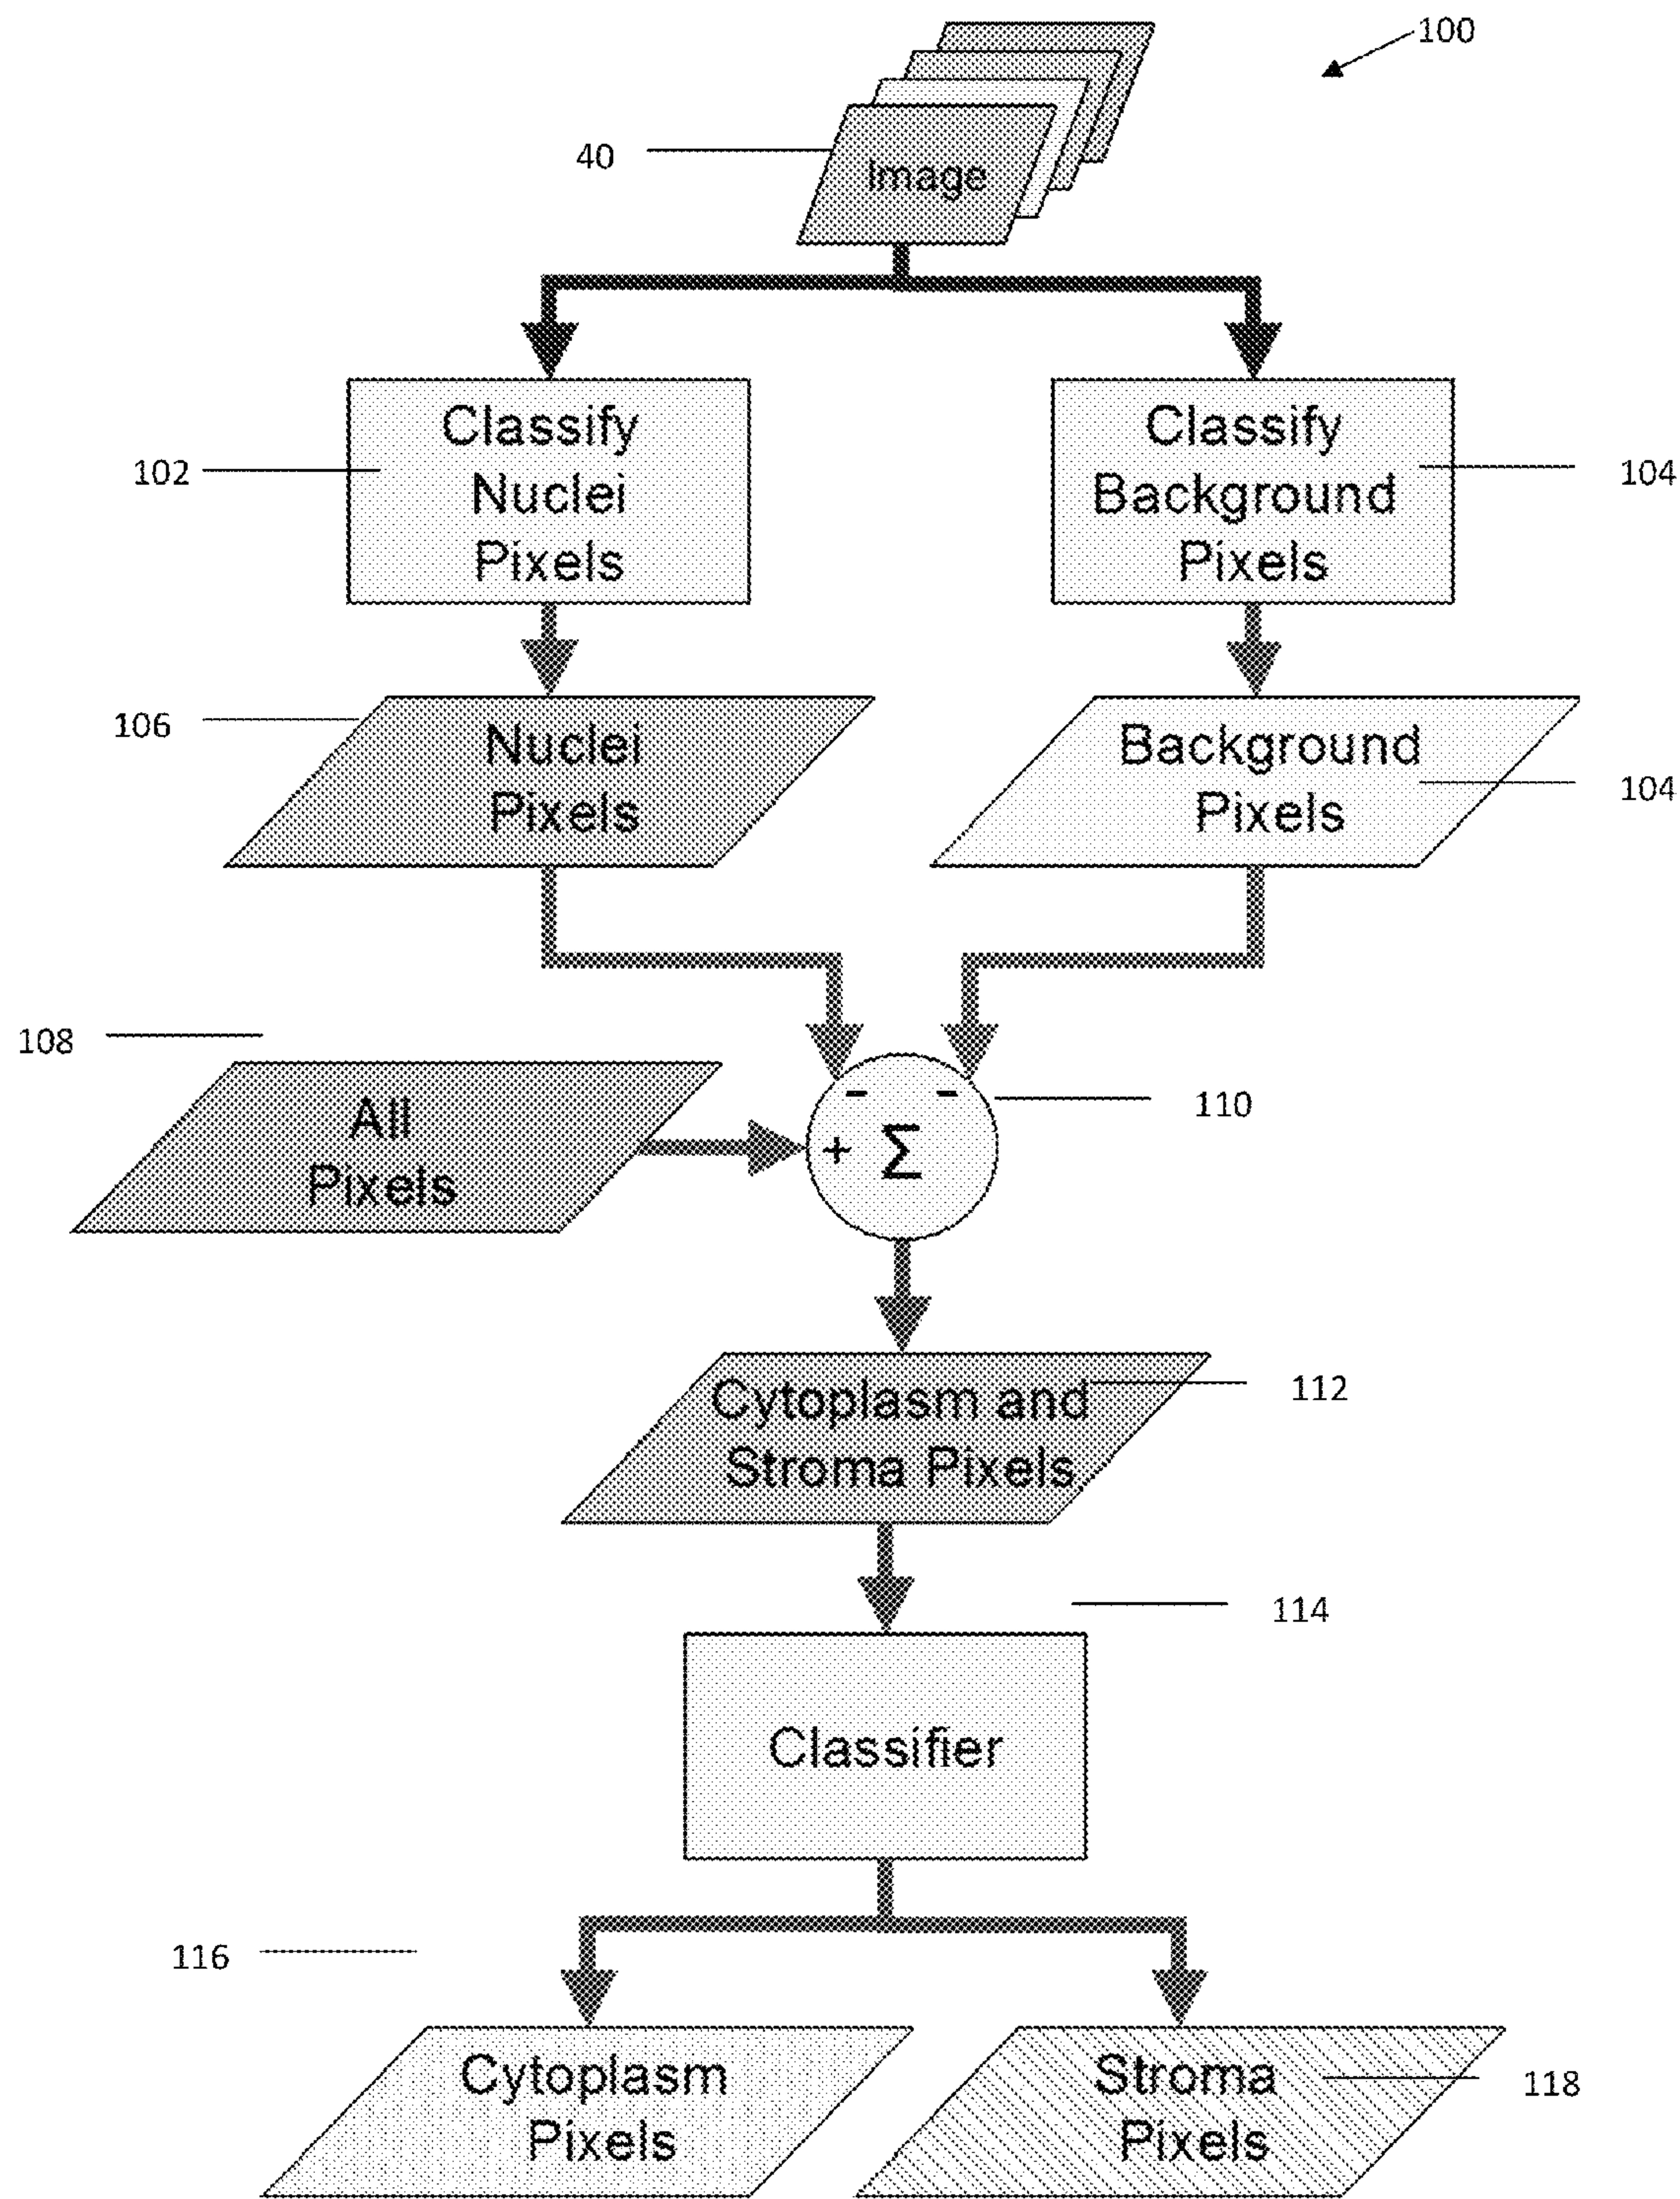 100
40
Image
Classify
Nuclei
Pixels
102
Classify
Background
Pixels
104
106
Nuclei
Pixels
Background
Pixels
104
108
All
Pixels
- -
+ Σ
110
Cytoplasm and
Stroma Pixels
112
114
Classifier
116
Cytoplasm
Pixels
Stroma
Pixels
118